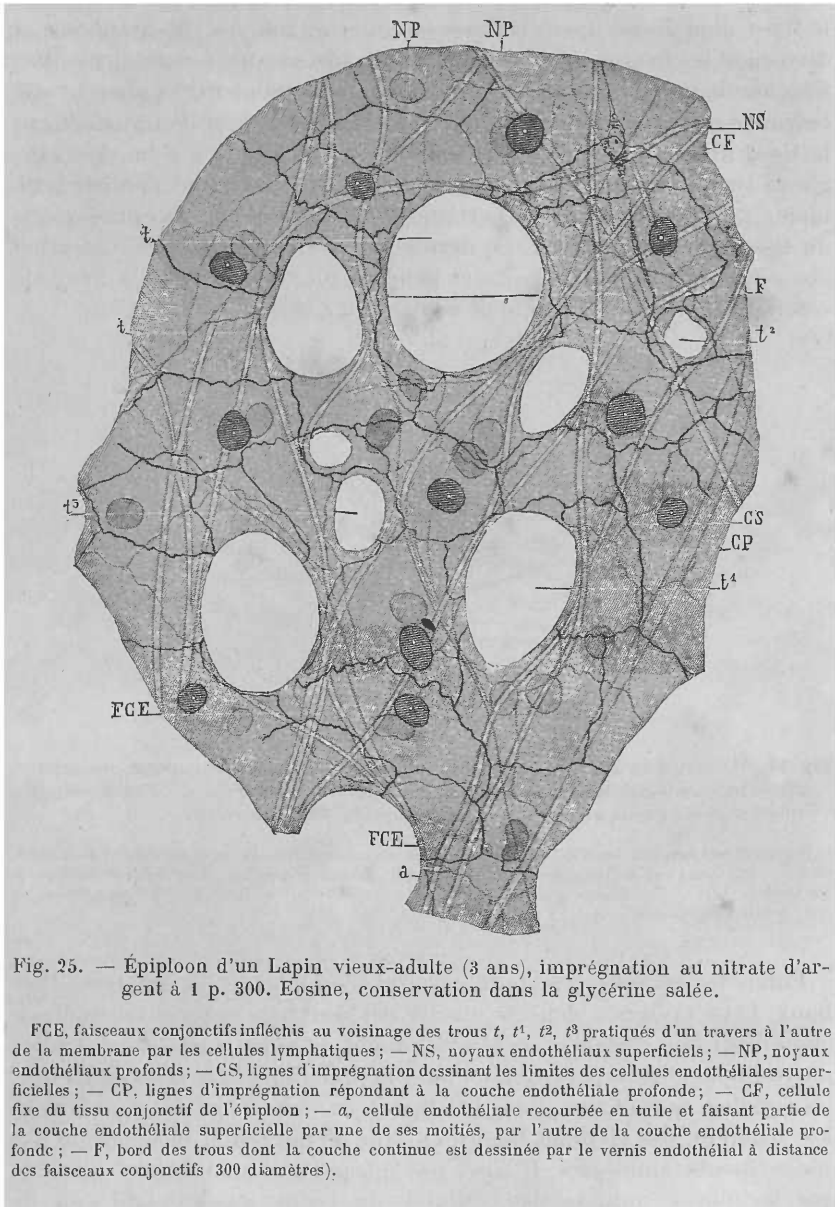 NP NP
NS
CF
t
F
t
t²
t³
CS
CP
t⁴
FCE
FCE
a
Fig. 25. — Épiploon d'un Lapin vieux-adulte (3 ans), imprégnation au nitrate d'ar-
gent à 1 p. 300. Eosine, conservation dans la glycérine salée.
FCE, faisceaux conjonctifs infléchis au voisinage des trous t, t¹, t², t³ pratiqués d'un travers à l'autre
de la membrane par les cellules lymphatiques; — NS, noyaux endothéliaux superficiels; — NP, noyaux
endothéliaux profonds; — CS, lignes d'imprégnation dessinant les limites des cellules endothéliales super-
ficielles; — CP, lignes d'imprégnation répondant à la couche endothéliale profonde; — CF, cellule
fixe du tissu conjonctif de l'épiploon; — a, cellule endothéliale recourbée en tuile et faisant partie de
la couche endothéliale superficielle par une de ses moitiés, par l'autre de la couche endothéliale pro-
fonde; — F, bord des trous dont la couche continue est dessinée par le vernis endothélial à distance
des faisceaux conjonctifs 300 diamètres).